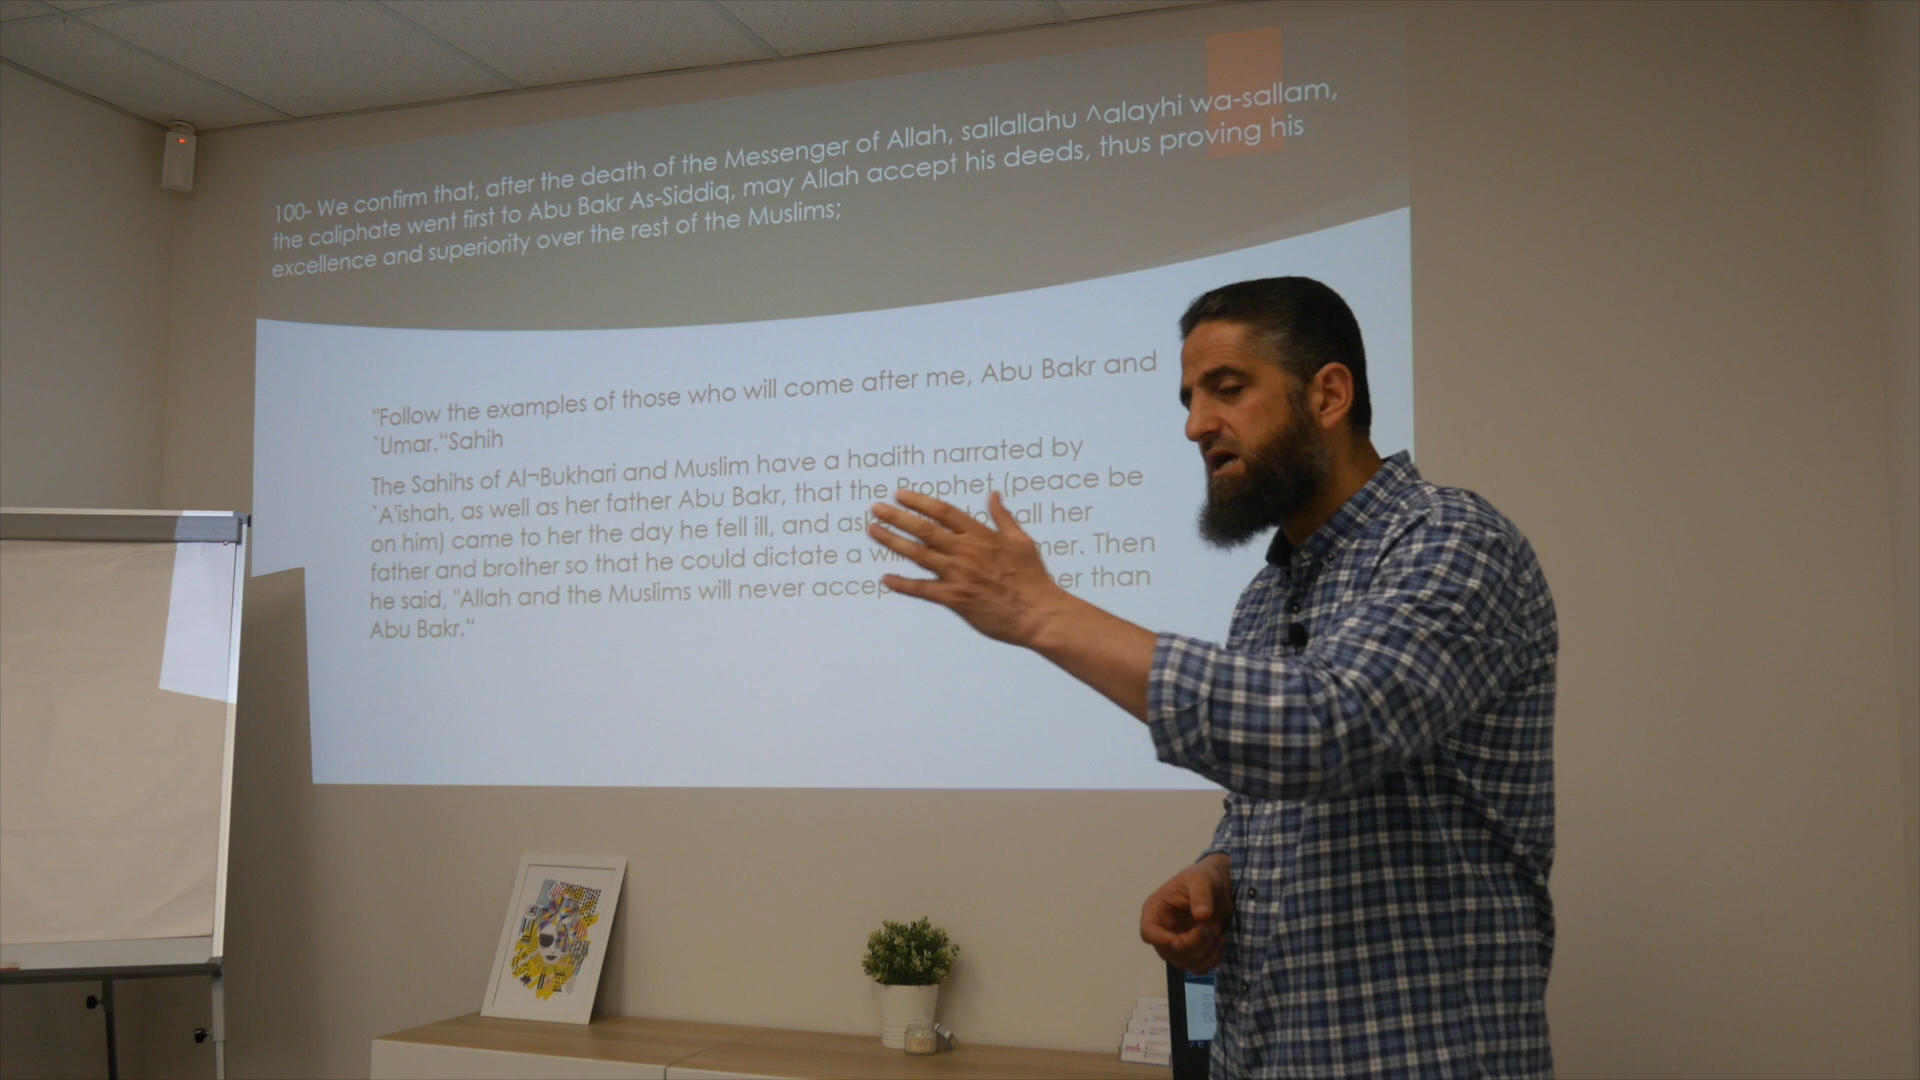 100- We confirm that, after the death of the Messenger of Allah, sallallahu ^alayhi wa-sallam,
the caliphate went first to Abu Bakr As-Siddiq, may Allah accept his deeds, thus proving his
excellence and superiority over the rest of the Muslims;
"Follow the examples of those who will come after me, Abu Bakr and
`Umar."Sahih
The Sahihs of Al¬Bukhari and Muslim have a hadith narrated by
`A'ishah, as well as her father Abu Bakr, that the Prophet (peace be
on him) came to her the day he fell ill, and to call her
father and brother so that he could dictate a Then
he said, "Allah and the Muslims will never than
Abu Bakr."